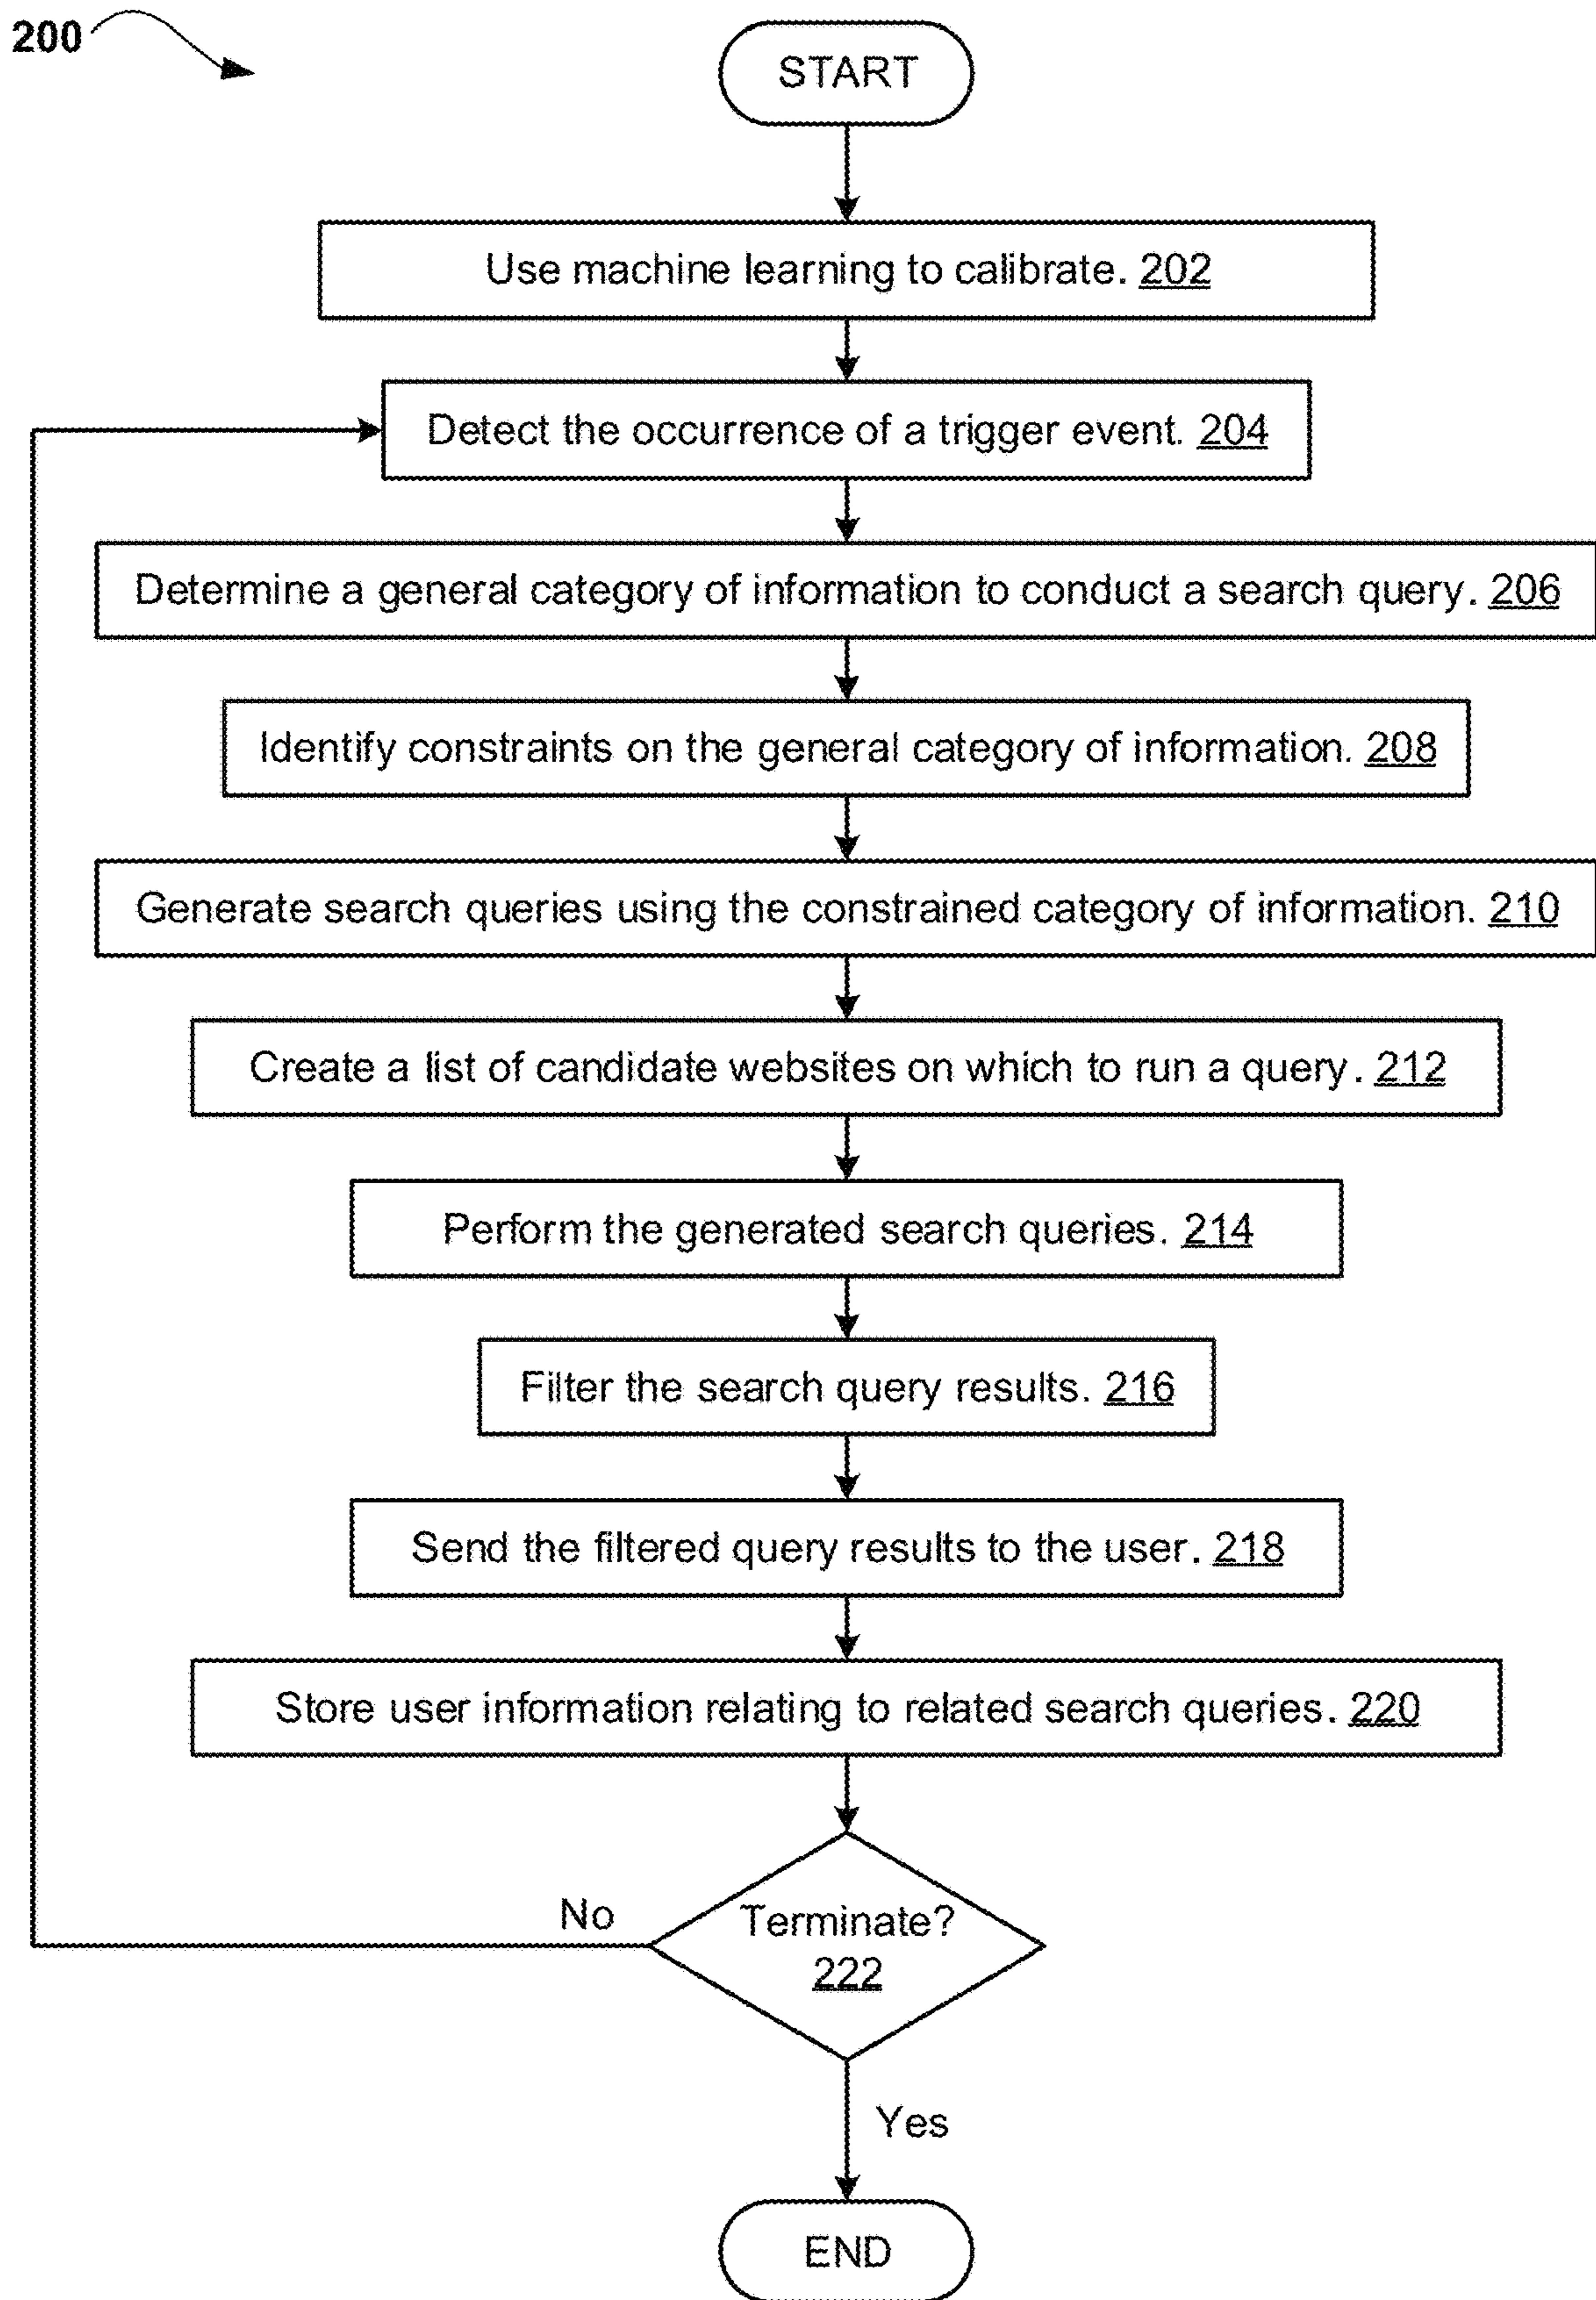 200
START
Use machine learning to calibrate. 202
Detect the occurrence of a trigger event. 204
Determine a general category of information to conduct a search query. 206
Identify constraints on the general category of information. 208
Generate search queries using the constrained category of information. 210
Create a list of candidate websites on which to run a query. 212
Perform the generated search queries. 214
Filter the search query results. 216
Send the filtered query results to the user. 218
Store user information relating to related search queries. 220
No
Terminate?
222
Yes
END